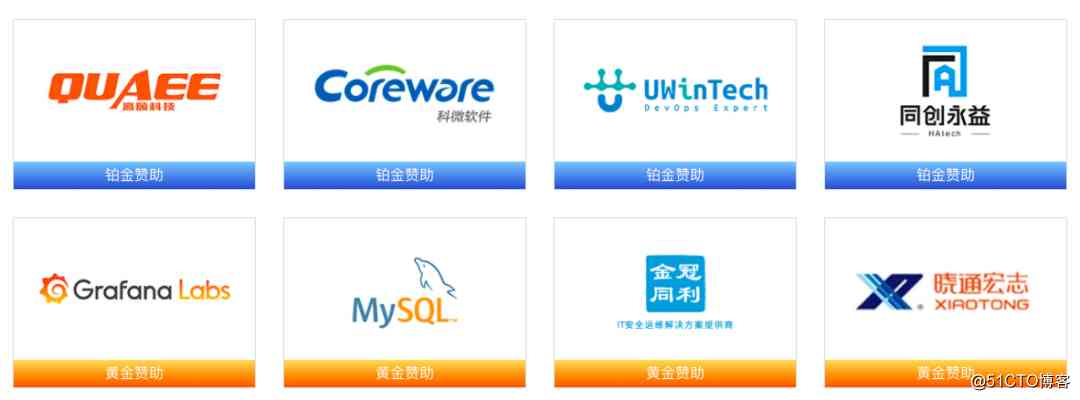 QUAEE
高硕科技
铂金赞助
Coreware
科微软件
铂金赞助
UWinTech
DevOps Expert
铂金赞助
同创永益
HAtech
铂金赞助
Grafana Labs
黄金赞助
MySQL™
黄金赞助
金冠
同利
IT安全运维解决方案提供商
黄金赞助
®
晓通宏志
XIAOTONG
黄金赞助
@51CTO博客